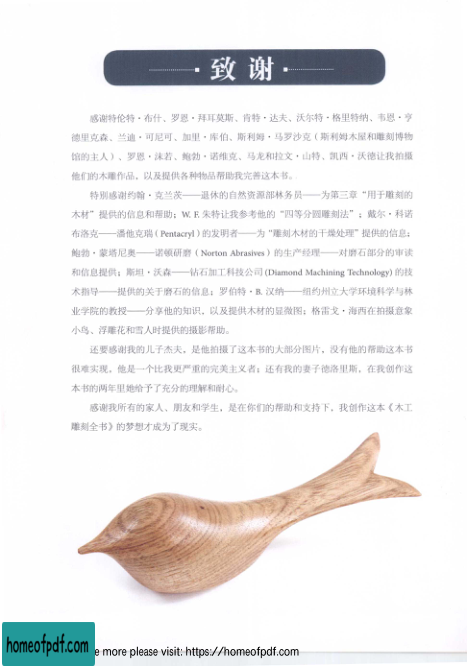 致谢
感谢特伦特·布什、罗恩·拜耳莫斯、肯特·达夫、沃尔特·格里特纳、韦恩·亨
德里克森、兰迪·可尼可、加里·库伯、斯利姆·马罗沙克（斯利姆木屋和雕刻博物
馆的主人）、罗恩·沫若、鲍勃·诺维克、马龙和拉文·山特、凯西·沃德让我拍摄
他们的木雕作品，以及提供各种物品帮助我完善这本书。
特别感谢约翰·克兰茨——退休的自然资源部林务员——为第三章“用于雕刻的
木材”提供的信息和帮助；W. F. 朱特让我参考他的“四等分圆雕刻法”；戴尔·科诺
布洛克——潘他克瑞（Pentacryl）的发明者——为“雕刻木材的干燥处理”提供的信息；
鲍勃·蒙塔尼奥——诺顿研磨（Norton Abrasives）的生产经理——对磨石部分的审读
和信息提供；斯坦·沃森——钻石加工科技公司(Diamond Machining Technology) 的技
术指导——提供的关于磨石的信息；罗伯特·B. 汉纳——纽约州立大学环境科学与林
业学院的教授——分享他的知识，以及提供木材的显微图；格雷戈·海西在拍摄意象
小鸟、浮雕花和雪人时提供的摄影帮助。
还要感谢我的儿子杰夫，是他拍摄了这本书的大部分图片，没有他的帮助这本书
很难实现，他是一个比我更严重的完美主义者；还有我的妻子德洛里斯，在我创作这
本书的两年里她给予了充分的理解和耐心。
感谢我所有的家人、朋友和学生，是在你们的帮助和支持下，我创作这本《木工
雕刻全书》的梦想才成为了现实。
homeofpdf.com
e more please visit: https://homeofpdf.com